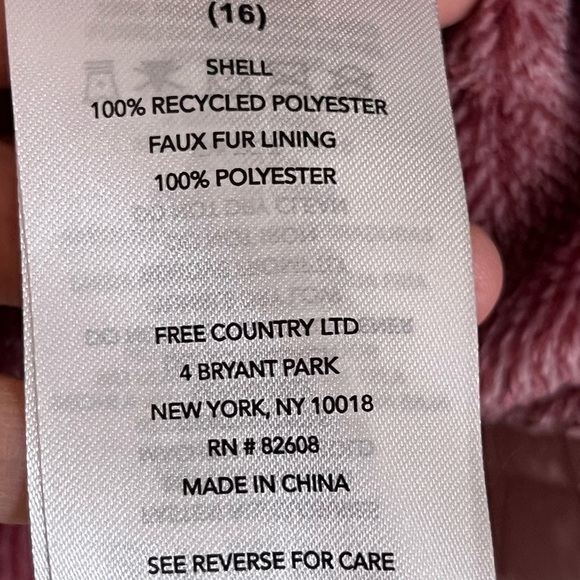 (16)
SHELL
100% RECYCLED POLYESTER
FAUX FUR LINING
100% POLYESTER
FREE COUNTRY LTD
4 BRYANT PARK
NEW YORK, NY 10018
RN # 82608
MADE IN CHINA
SEE REVERSE FOR CARE